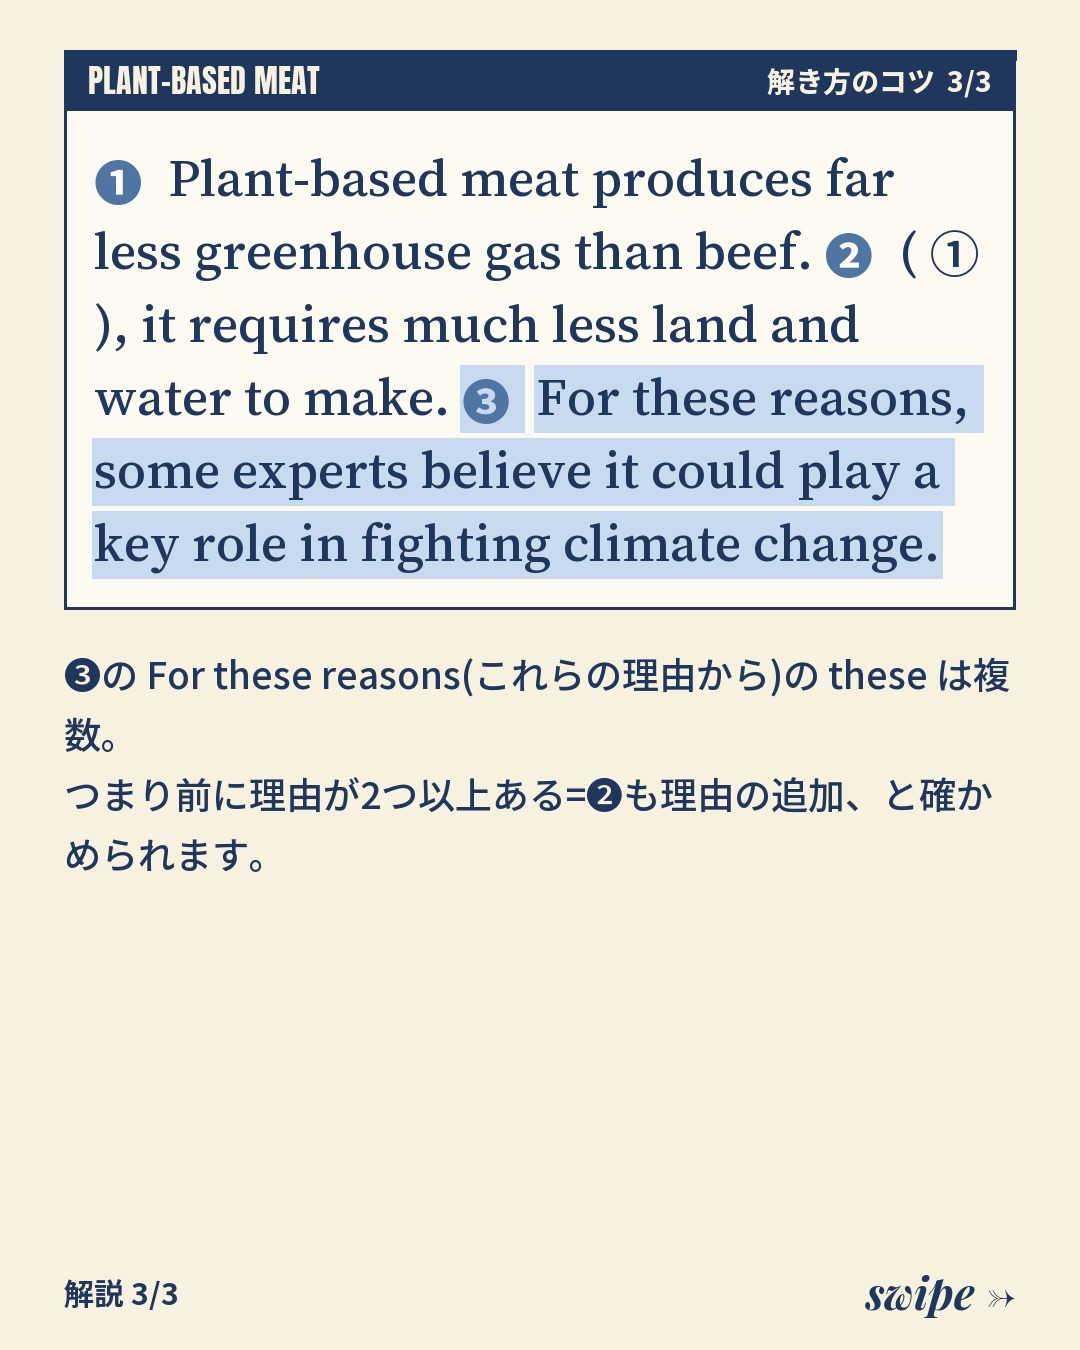 PLANT-BASED MEAT
解き方のコツ 3/3
❶ Plant-based meat produces far
less greenhouse gas than beef. ❷ ( ①
), it requires much less land and
water to make. ❸ For these reasons,
some experts believe it could play a
key role in fighting climate change.
❸の For these reasons(これらの理由から)の these は複
数。
つまり前に理由が2つ以上ある=❷も理由の追加、と確か
められます。
解説 3/3
swipe